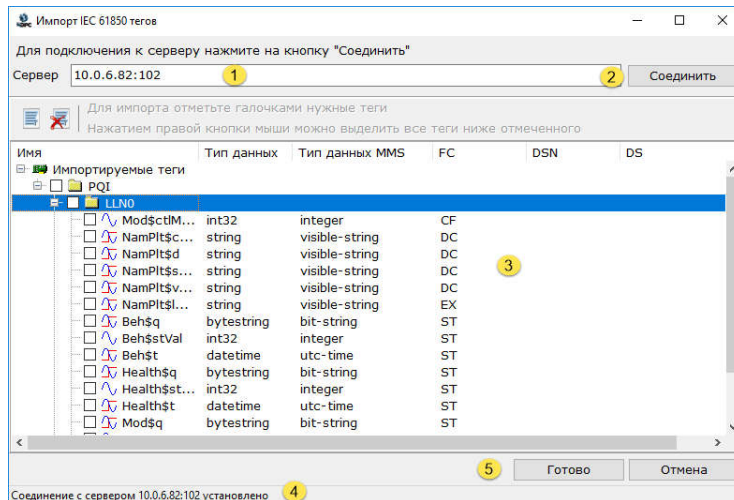 Импорт IEC 61850 тегов
Для подключения к серверу нажмите на кнопку "Соединить"
Сервер 10.0.6.82:102 1 2 Соединить
Для импорта отметьте галочками нужные теги
Нажатием правой кнопки мыши можно выделить все теги ниже отмеченного
Имя Тип данных Тип данных MMS FC DSN DS
Импортируемые теги
PQI
LLN0
Mod$ctlM... int32 integer CF
NamPlt$c... string visible-string DC
NamPlt$d string visible-string DC
NamPlt$s... string visible-string DC
3
NamPlt$v... string visible-string DC
NamPlt$l... string visible-string EX
Beh$q bytestring bit-string ST
Beh$stVal int32 integer ST
Beh$t datetime utc-time ST
Health$q bytestring bit-string ST
Health$st... int32 integer ST
Health$t datetime utc-time ST
Mod$q bytestring bit-string ST
5 Готово Отмена
Соединение с сервером 10.0.6.82:102 установлено 4